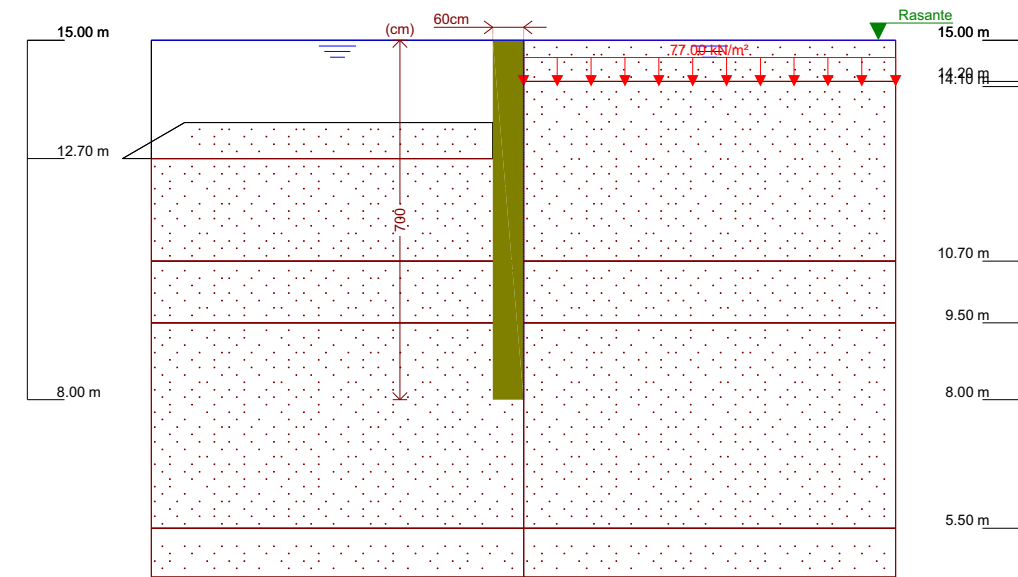 60cm
Rasante
15.00 m
(cm)
15.00 m
77.00 kN/m²
14.20 m
14.10 m
12.70 m
700
10.70 m
9.50 m
8.00 m
8.00 m
5.50 m